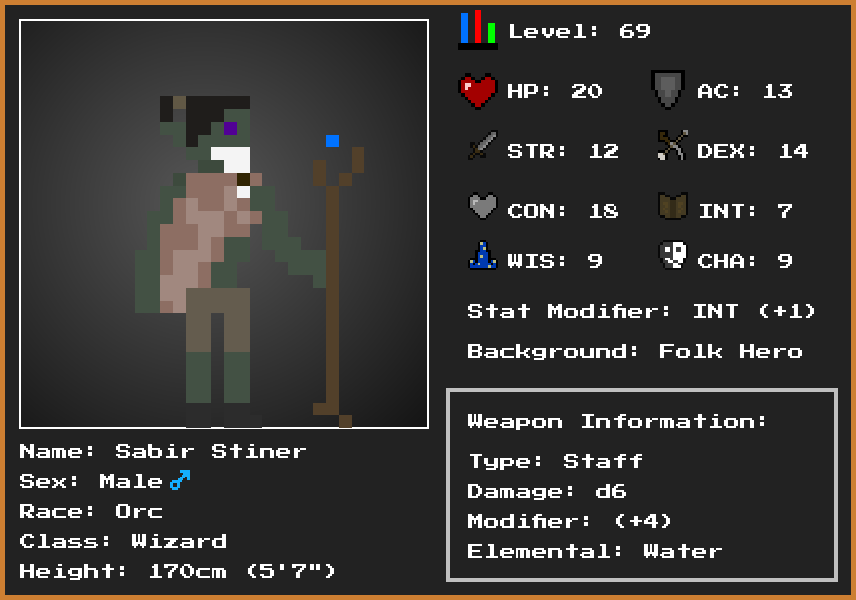 Level: 69
HP: 20 AC: 13
STR: 12 DEX: 14
CON: 18 INT: 7
WIS: 9 CHA: 9
Stat Modifier: INT (+1)
Background: Folk Hero
Weapon Information:
Type: Staff
Damage: d6
Modifier: (+4)
Elemental: Water
Name: Sabir Stiner
Sex: Male ♂
Race: Orc
Class: Wizard
Height: 170cm (5'7")